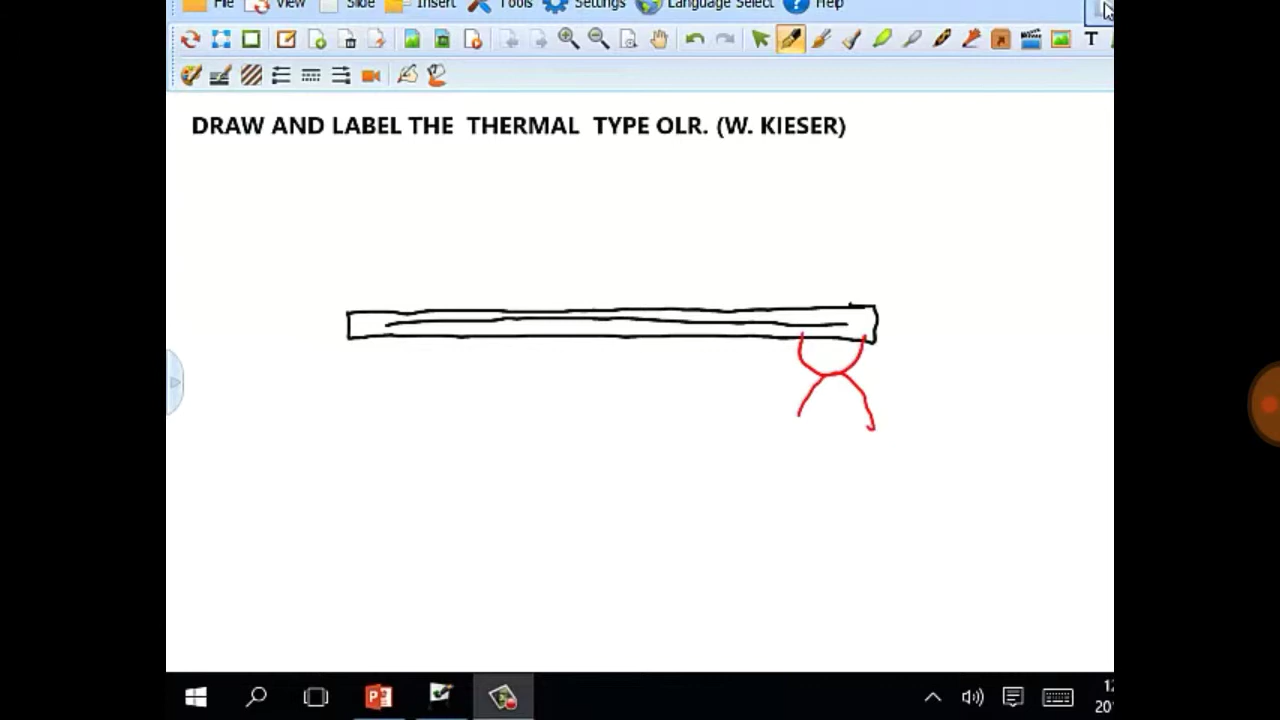 File View Slide Insert Tools Settings Language Select Help
T
DRAW AND LABEL THE THERMAL TYPE OLR. (W. KIESER)